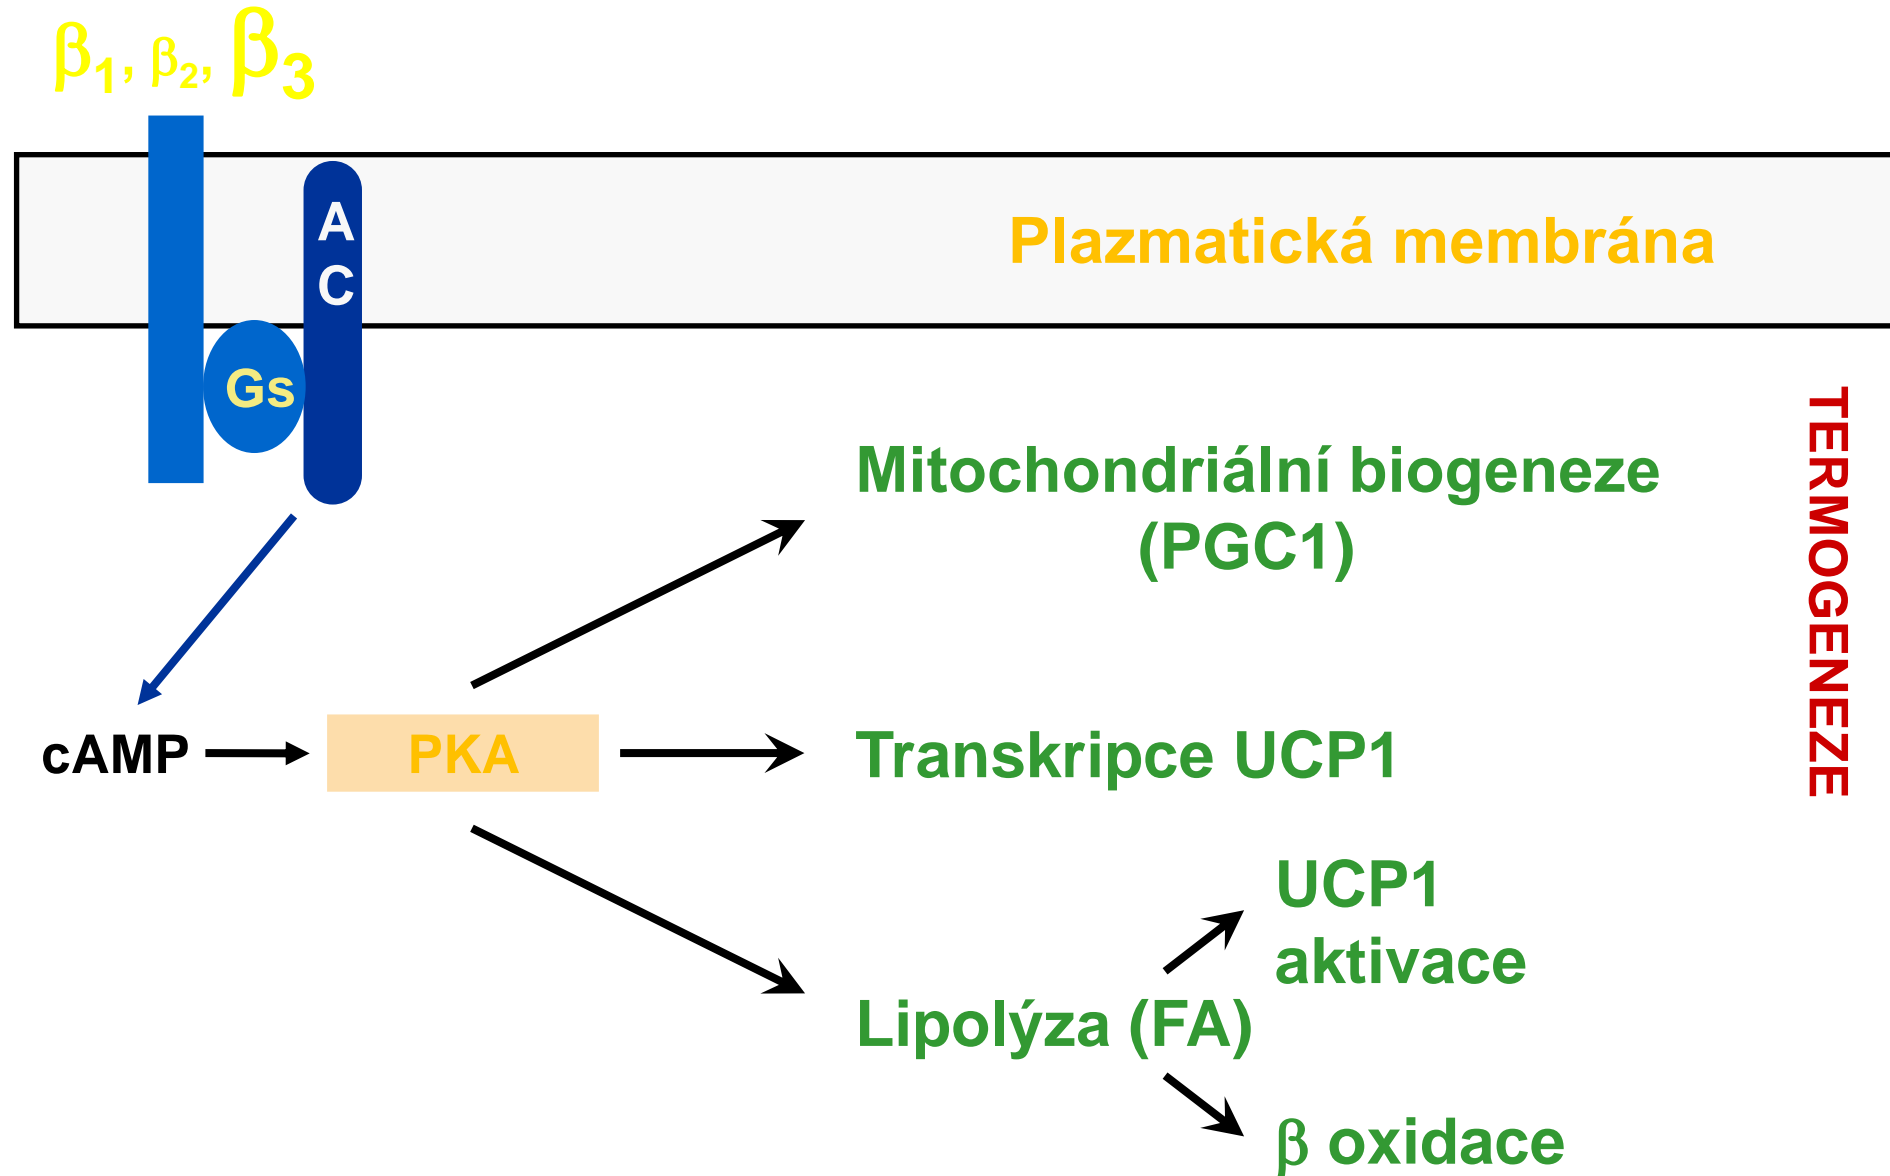 β1, β2, β3
A
C
Plazmatická membrána
Gs
TERMOGENEZE
Mitochondriální biogeneze
(PGC1)
cAMP
PKA
Transkripce UCP1
UCP1
aktivace
Lipolýza (FA)
β oxidace